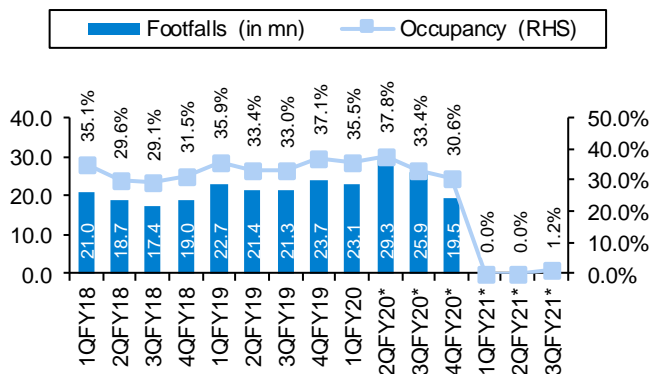 Footfalls (in mn) Occupancy (RHS)
35.1% 29.6% 29.1% 31.5% 35.9% 33.4% 33.0% 37.1% 35.5% 37.8% 33.4% 30.6% 0.0% 0.0% 1.2%
40.0 30.0 20.0 10.0 0.0
21.0 18.7 17.4 19.0 22.7 21.4 21.3 23.7 23.1 29.3 25.9 19.5
50.0% 40.0% 30.0% 20.0% 10.0% 0.0%
1QFY18 2QFY18 3QFY18 4QFY18 1QFY19 2QFY19 3QFY19 4QFY19 1QFY20 2QFY20* 3QFY20* 4QFY20* 1QFY21* 2QFY21* 3QFY21*